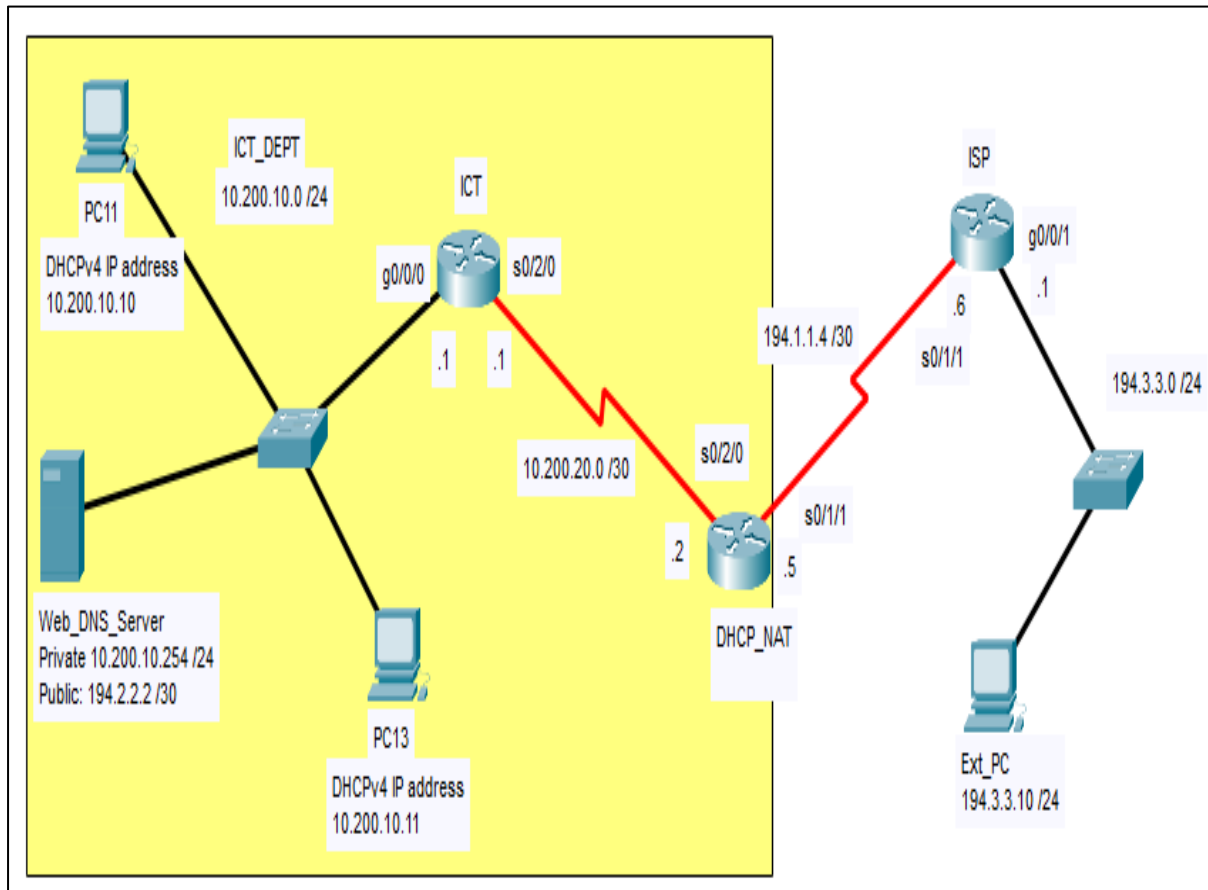 ICT_DEPT
10.200.10.0 /24
PC11
DHCPv4 IP address
10.200.10.10
ICT
g0/0/0
s0/2/0
.1
.1
10.200.20.0 /30
s0/2/0
.2
DHCP_NAT
s0/1/1
.5
Web_DNS_Server
Private 10.200.10.254 /24
Public: 194.2.2.2 /30
PC13
DHCPv4 IP address
10.200.10.11
ISP
g0/0/1
.6
.1
194.1.1.4 /30
s0/1/1
194.3.3.0 /24
Ext_PC
194.3.3.10 /24